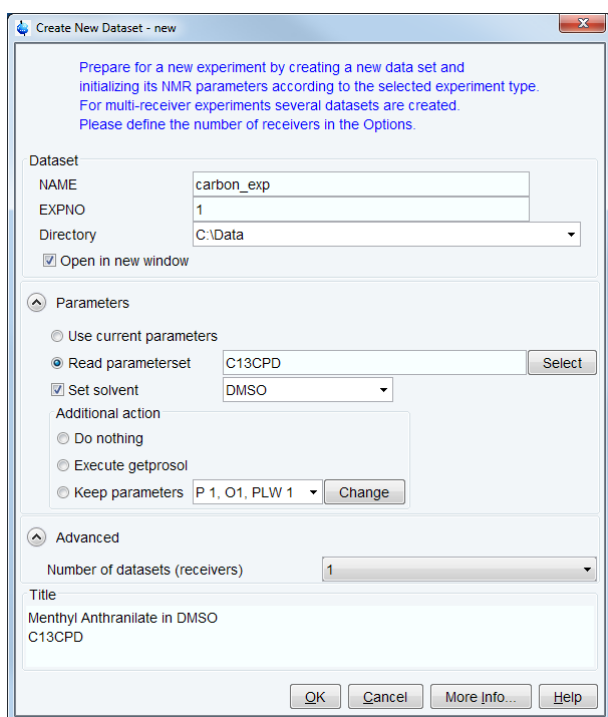 Create New Dataset - new
Prepare for a new experiment by creating a new data set and
initializing its NMR parameters according to the selected experiment type.
For multi-receiver experiments several datasets are created.
Please define the number of receivers in the Options.
Dataset
NAME carbon_exp
EXPNO 1
Directory C:\Data
Open in new window
Parameters
Use current parameters
Read parameterset C13CPD Select
Set solvent DMSO
Additional action
Do nothing
Execute getprosol
Keep parameters P 1, O1, PLW 1 Change
Advanced
Number of datasets (receivers) 1
Title
Menthyl Anthranilate in DMSO
C13CPD
OK Cancel More Info... Help